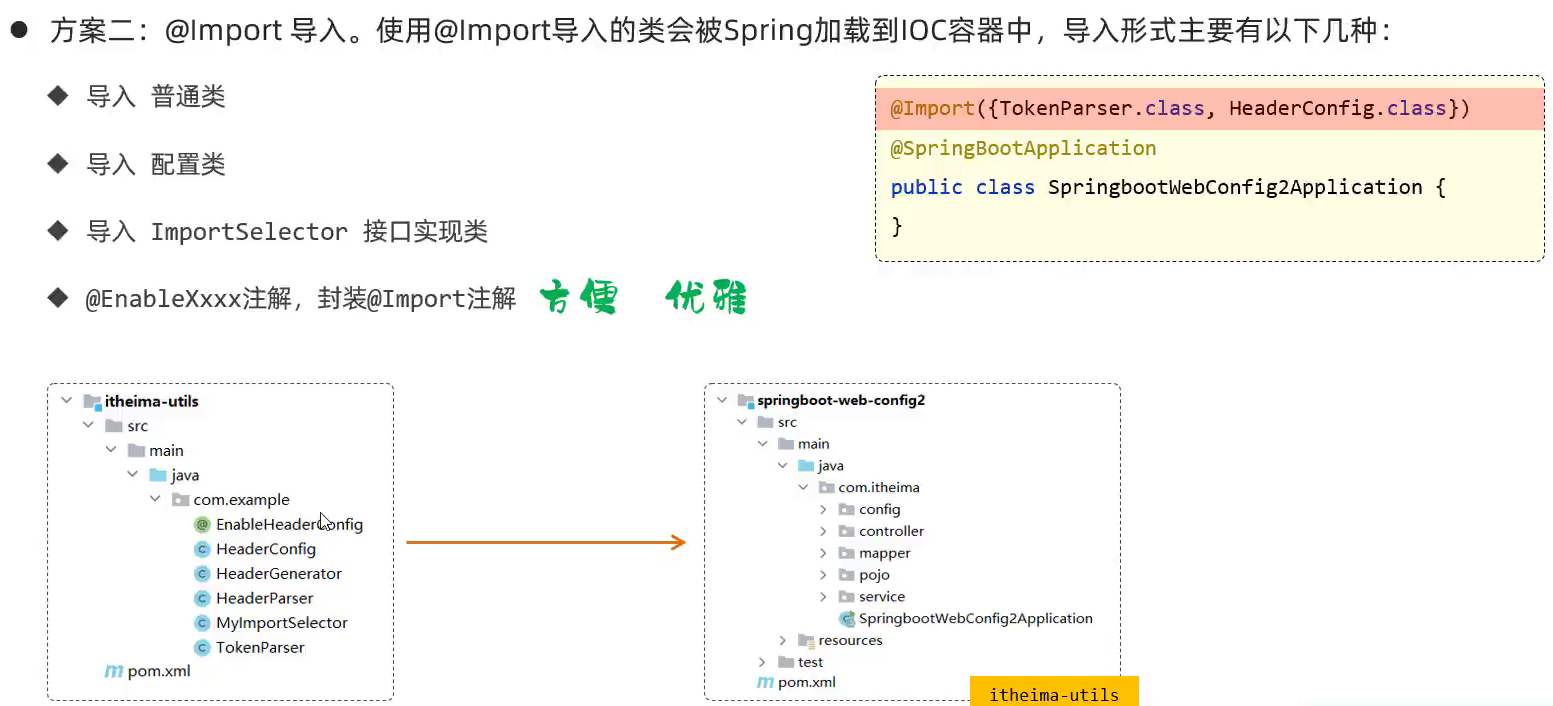 方案二：@Import 导入。使用@Import导入的类会被Spring加载到IOC容器中，导入形式主要有以下几种：
导入 普通类
导入 配置类
导入 ImportSelector 接口实现类
@EnableXxxx注解，封装@Import注解 方便 优雅
@Import({TokenParser.class, HeaderConfig.class})
@SpringBootApplication
public class SpringbootWebConfig2Application {
}
itheima-utils
src
main
java
com.example
EnableHeaderConfig
HeaderConfig
HeaderGenerator
HeaderParser
MyImportSelector
TokenParser
pom.xml
springboot-web-config2
src
main
java
com.itheima
config
controller
mapper
pojo
service
SpringbootWebConfig2Application
resources
test
pom.xml
itheima-utils